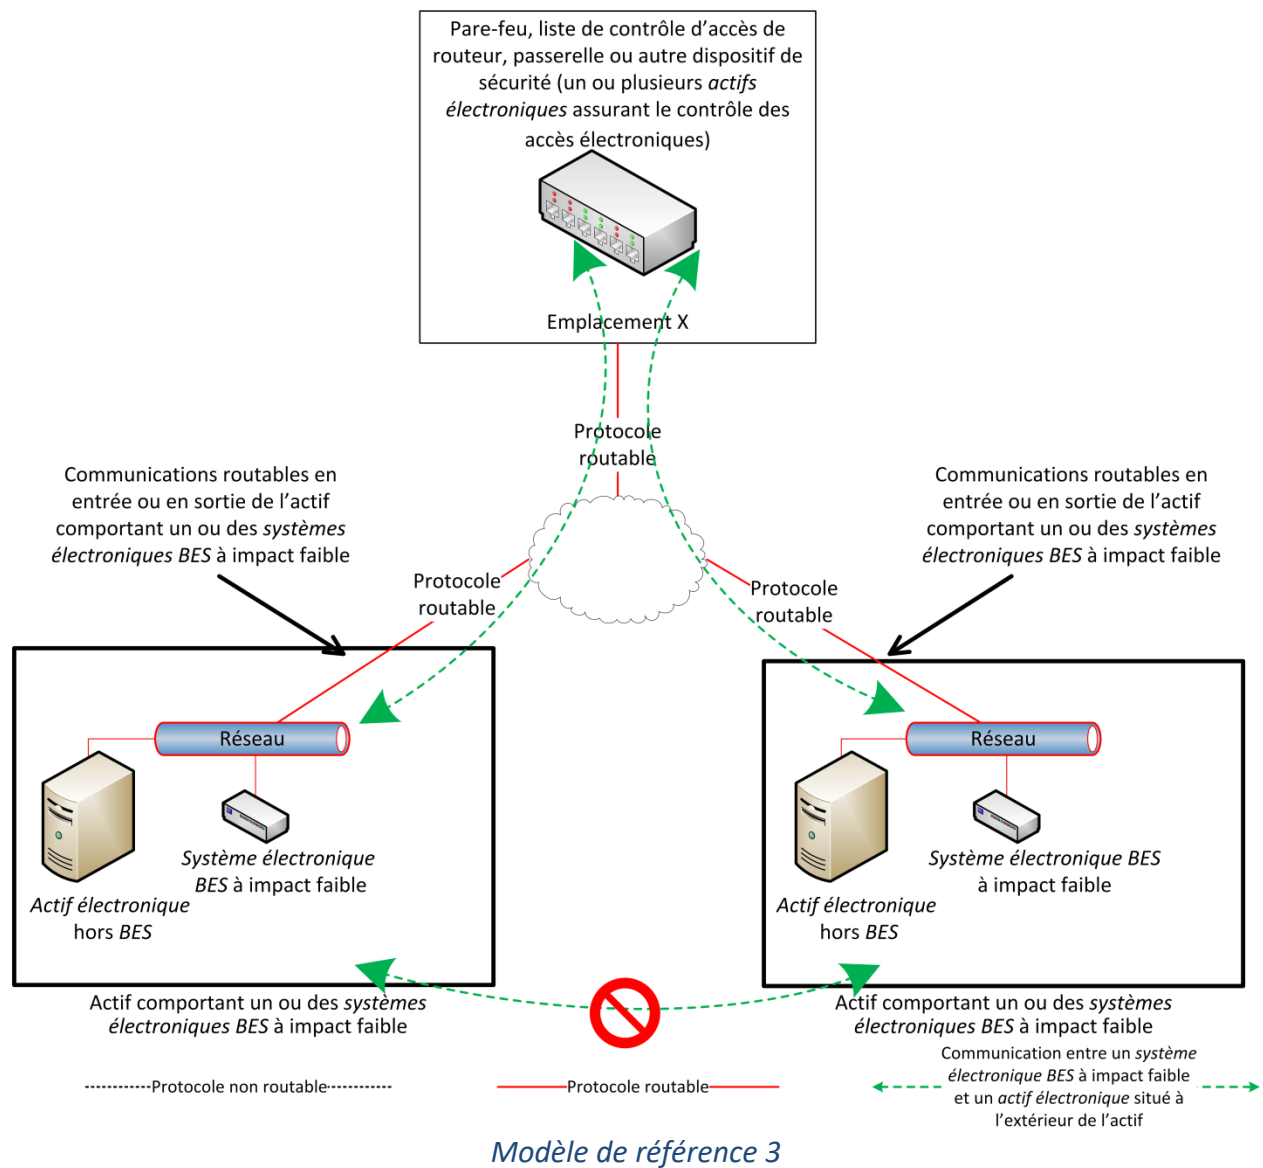 Pare-feu, liste de contrôle d’accès de
routeur, passerelle ou autre dispositif de
sécurité (un ou plusieurs actifs
électroniques assurant le contrôle des
accès électroniques)
Emplacement X
Protocole
routable
Communications routables en
entrée ou en sortie de l’actif
comportant un ou des systèmes
électroniques BES à impact faible
Communications routables en
entrée ou en sortie de l’actif
comportant un ou des systèmes
électroniques BES à impact faible
Protocole
routable
Protocole
routable
Réseau
Système électronique
BES à impact faible
Actif électronique
hors BES
Réseau
Système électronique BES
à impact faible
Actif électronique
hors BES
Actif comportant un ou des systèmes
électroniques BES à impact faible
Actif comportant un ou des systèmes
électroniques BES à impact faible
Protocole non routable
Protocole routable
Communication entre un système
électronique BES à impact faible
et un actif électronique situé à
l’extérieur de l’actif
Modèle de référence 3